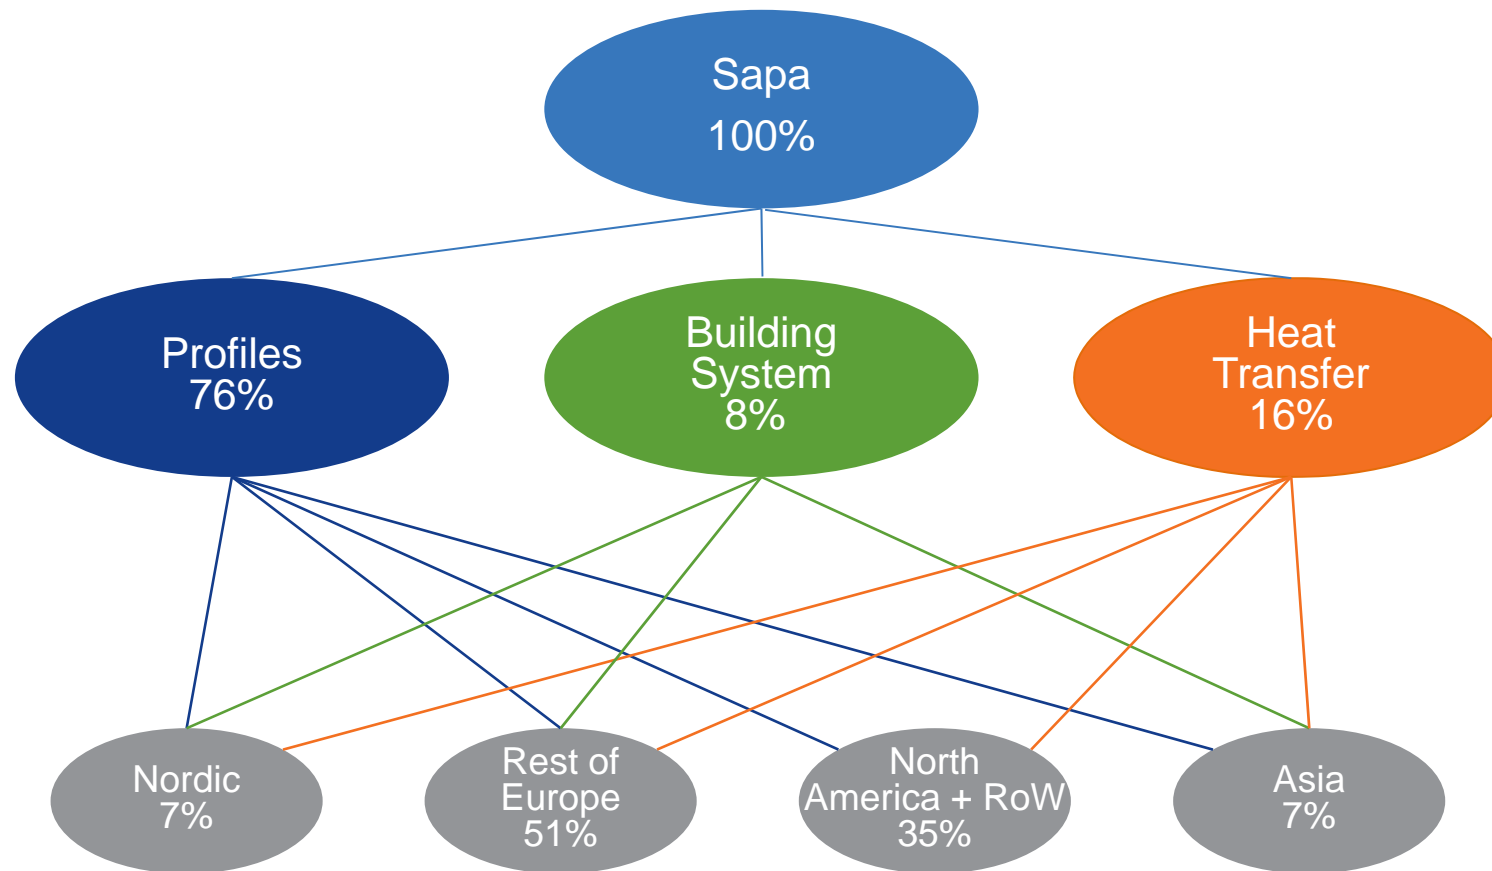 Sapa
100%
Profiles
76%
Building
System
8%
Heat
Transfer
16%
Nordic
7%
Rest of
Europe
51%
North
America + RoW
35%
Asia
7%